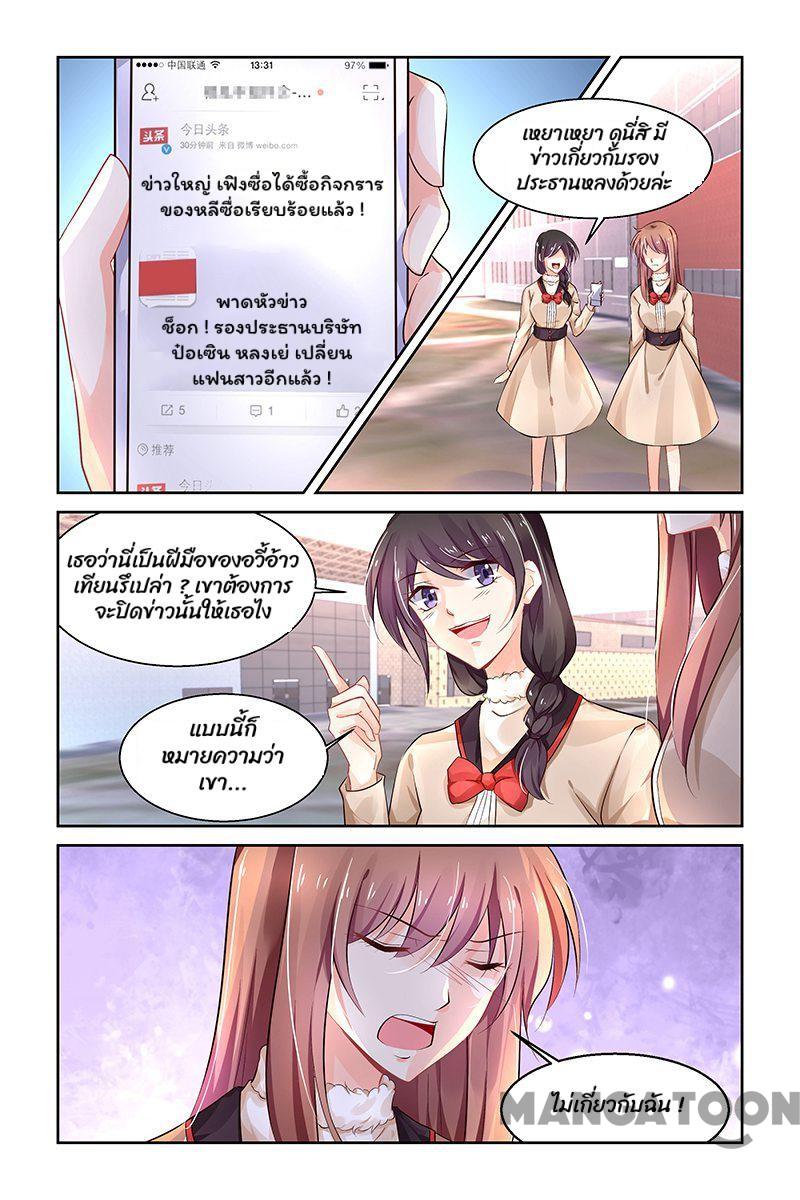 中国联通
13:31
97%
头条
今日头条
30分钟前 来自 微博 weibo.com
ข่าวใหญ่ เฟิงซื่อได้ซื้อกิจการ
ของหลีซื่อเรียบร้อยแล้ว !
พาดหัวข่าว
ช็อก ! รองประธานบริษัท
ป๋อเซิน หลงเย่ เปลี่ยน
แฟนสาวอีกแล้ว !
5
1
2
推荐
今日头
เหยาเหยา ดูนี่สิ มี
ข่าวเกี่ยวกับรอง
ประธานหลงด้วยล่ะ
เธอว่านี่เป็นฝีมือของอวี้อ้าว
เทียนรึเปล่า ? เขาต้องการ
จะปิดข่าวนั้นให้เธอไง
แบบนี้ก็
หมายความว่า
เขา...
ไม่เกี่ยวกับฉัน !
MANGATOON